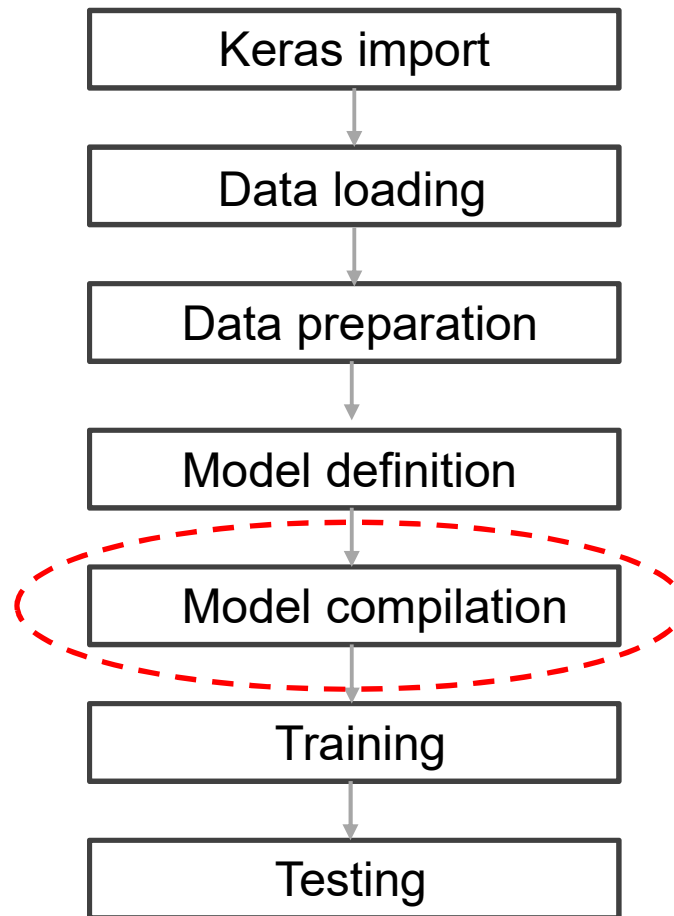 Keras import
Data loading
Data preparation
Model definition
Model compilation
Training
Testing